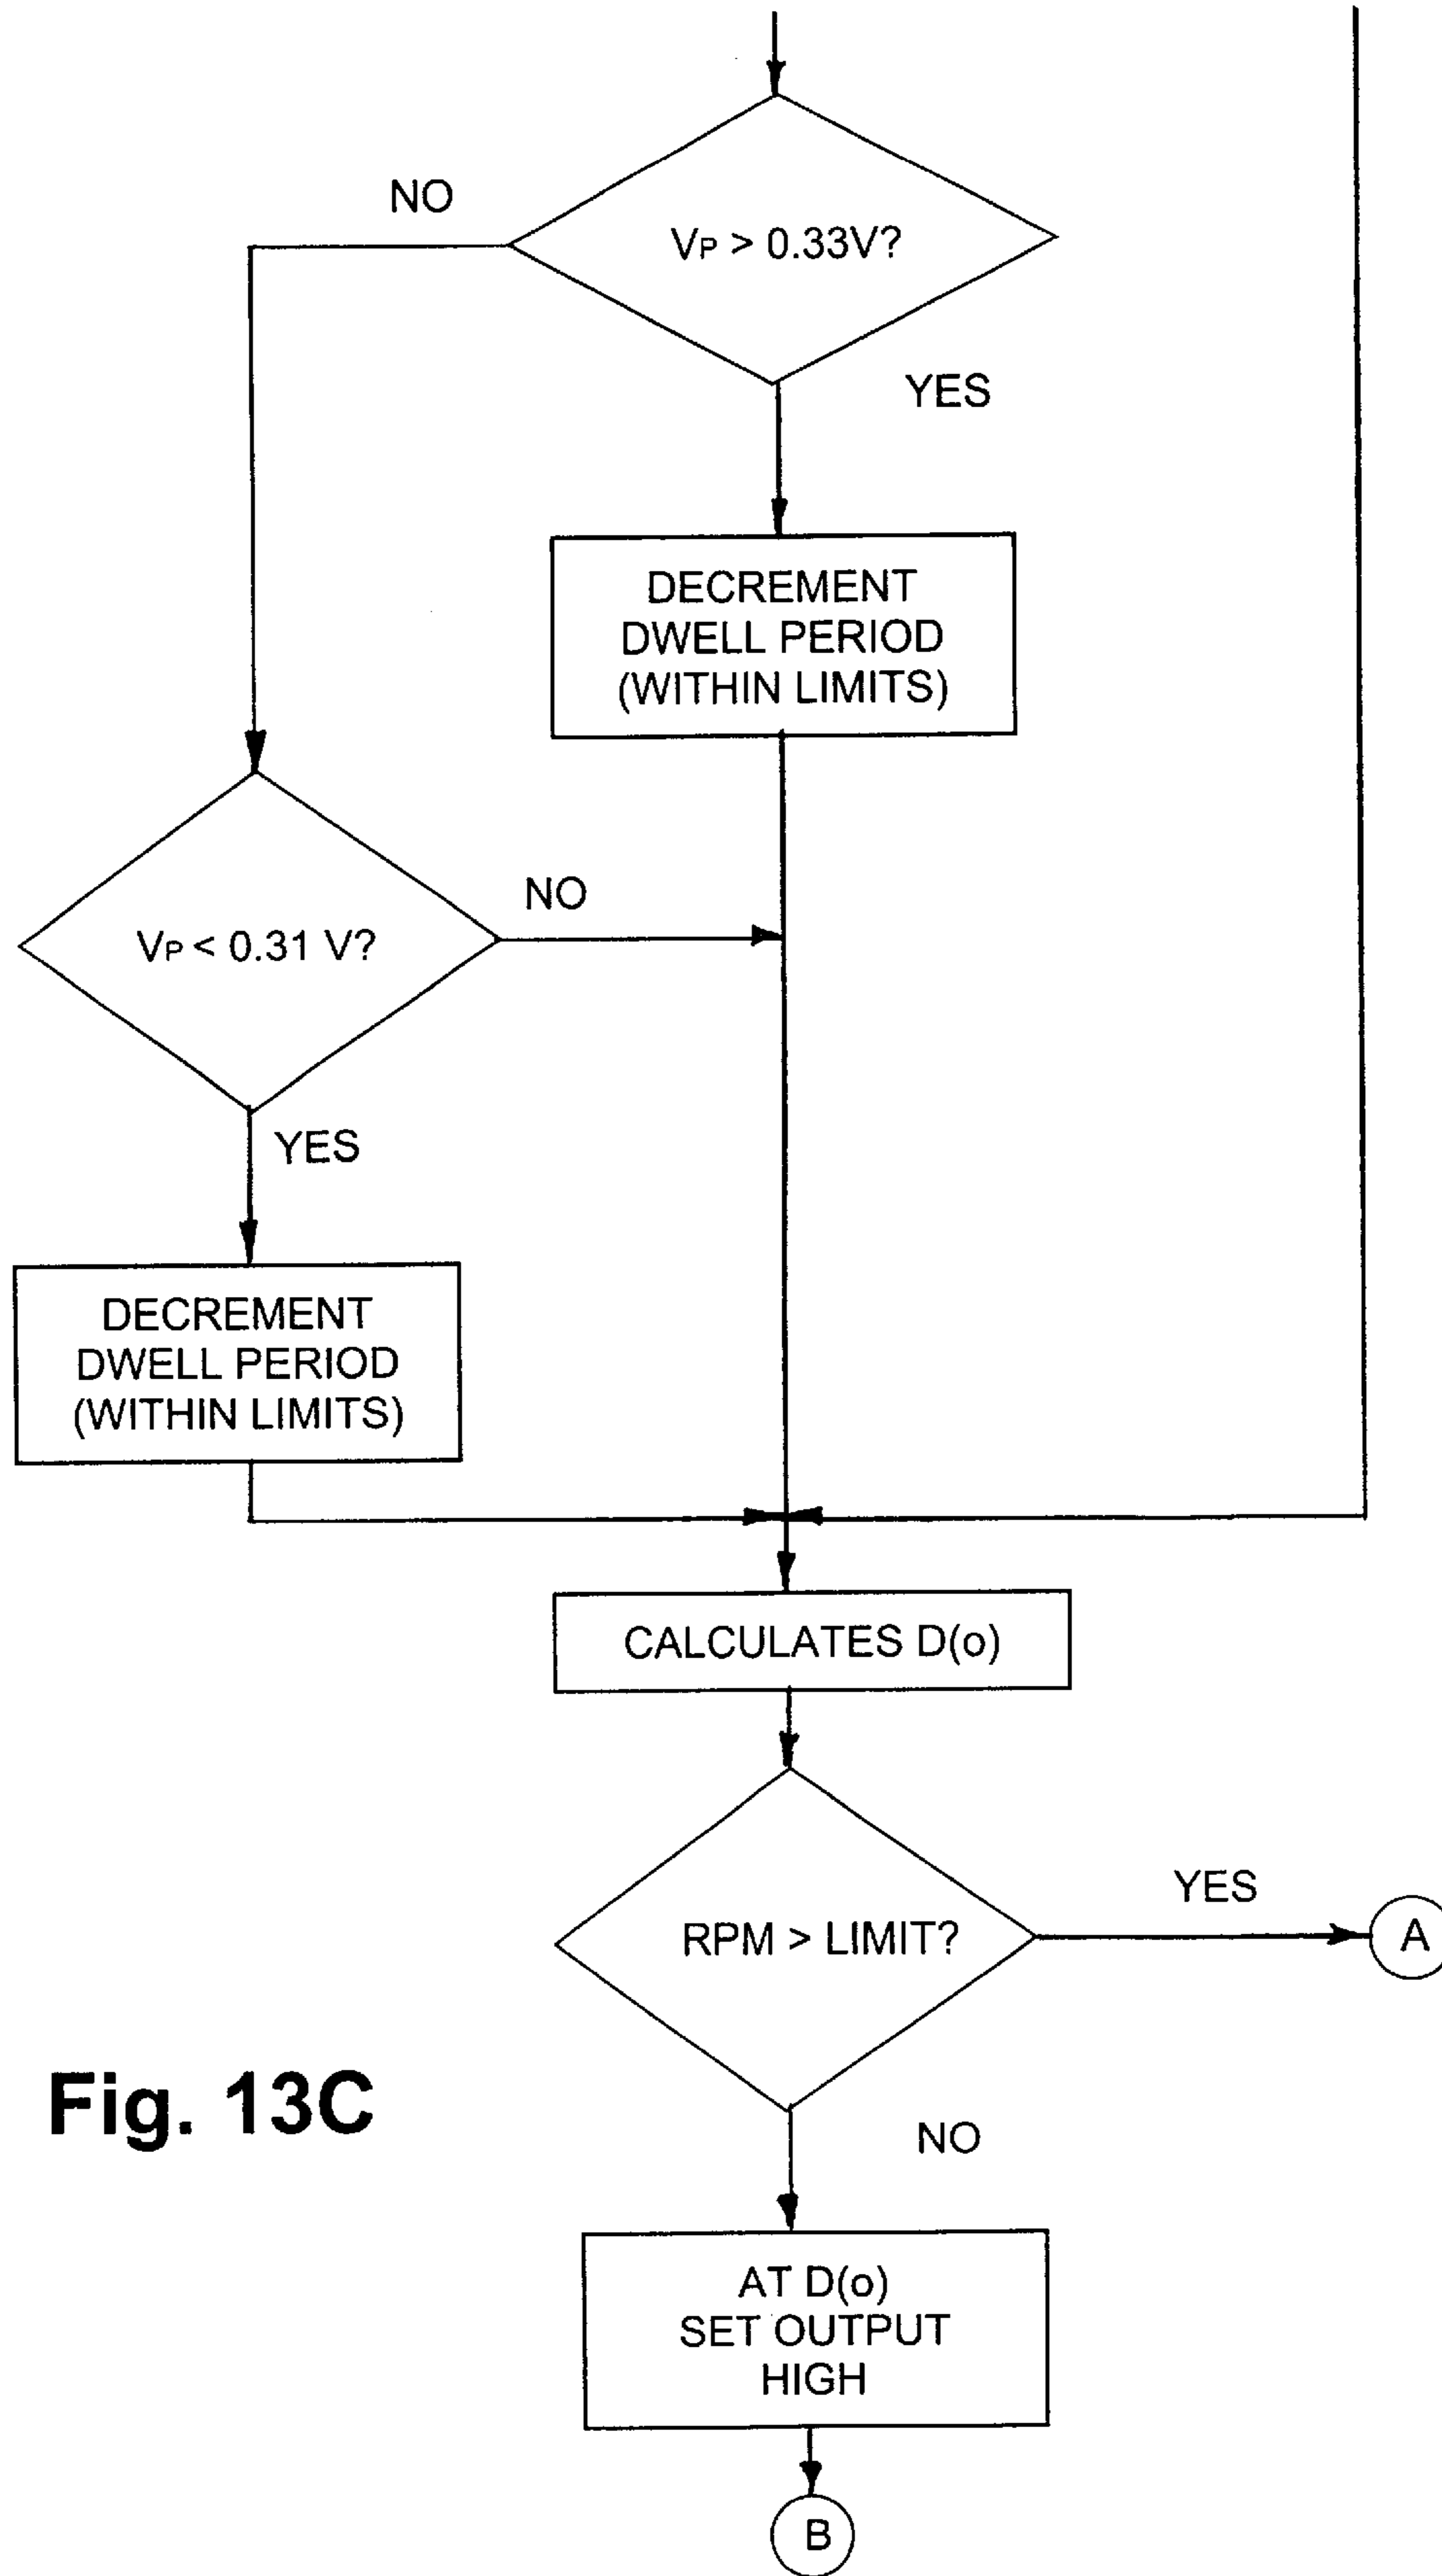 NO
VP > 0.33V?
YES
DECREMENT
DWELL PERIOD
(WITHIN LIMITS)
NO
VP < 0.31 V?
YES
DECREMENT
DWELL PERIOD
(WITHIN LIMITS)
CALCULATES D(o)
YES
RPM > LIMIT?
A
Fig. 13C
NO
AT D(o)
SET OUTPUT
HIGH
B